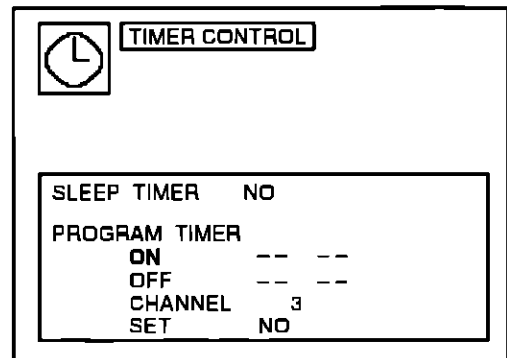 TIMER CONTROL
SLEEP TIMER NO
PROGRAM TIMER
ON -- --
OFF -- --
CHANNEL 3
SET NO